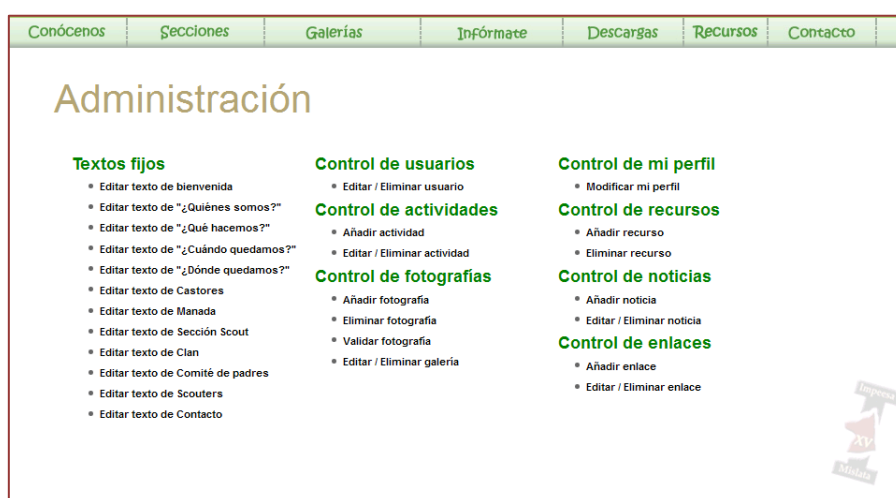 Conócenos Secciones Galerías Infórmate Descargas Recursos Contacto
Administración
Textos fijos
Editar texto de bienvenida
Editar texto de "¿Quiénes somos?"
Editar texto de "¿Qué hacemos?"
Editar texto de "¿Cuándo quedamos?"
Editar texto de "¿Dónde quedamos?"
Editar texto de Castores
Editar texto de Manada
Editar texto de Sección Scout
Editar texto de Clan
Editar texto de Comité de padres
Editar texto de Scouters
Editar texto de Contacto
Control de usuarios
Editar / Eliminar usuario
Control de actividades
Añadir actividad
Editar / Eliminar actividad
Control de fotografías
Añadir fotografía
Eliminar fotografía
Validar fotografía
Editar / Eliminar galería
Control de mi perfil
Modificar mi perfil
Control de recursos
Añadir recurso
Eliminar recurso
Control de noticias
Añadir noticia
Editar / Eliminar noticia
Control de enlaces
Añadir enlace
Editar / Eliminar enlace
Impeesa
XV
Mislata